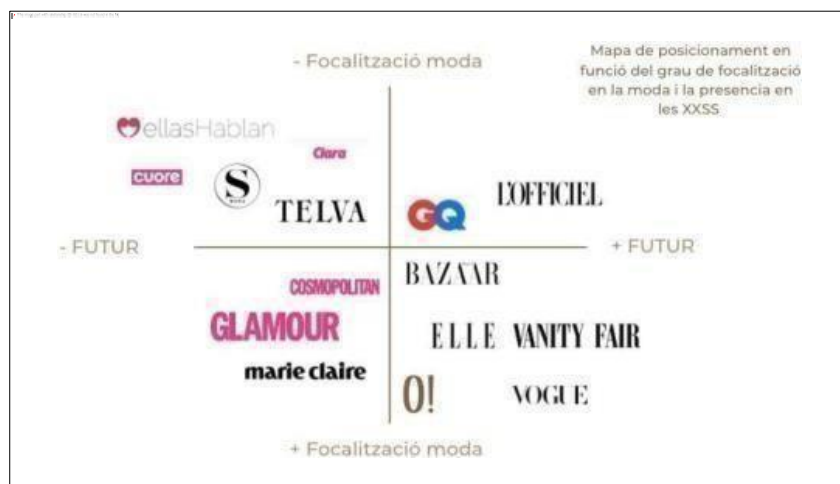 - Focalització moda
Mapa de posicionament en
funció del grau de focalització
en la moda i la presencia en
les XXSS
ellasHablan
Clara
cuore
S
MODA
TELVA
GQ
L'OFFICIEL
- FUTUR
+ FUTUR
BAZAAR
COSMOPOLITAN
GLAMOUR
ELLE VANITY FAIR
marie claire
O!
VOGUE
+ Focalització moda